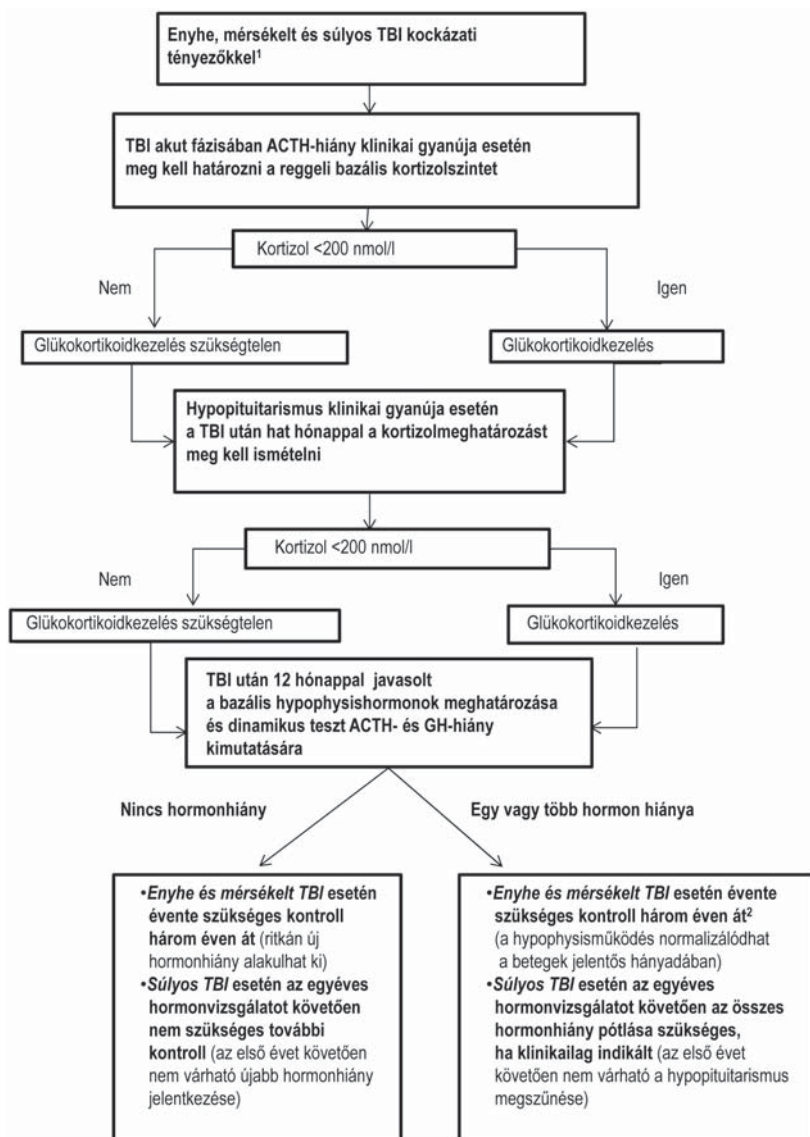 Enyhe, mérsékelt és súlyos TBI kockázati
tényezőkkel¹
TBI akut fázisában ACTH-hiány klinikai gyanúja esetén
meg kell határozni a reggeli bazális kortizolszintet
Kortizol <200 nmol/l
Nem
Igen
Glükokortikoidkezelés szükségtelen
Glükokortikoidkezelés
Hypopituitarismus klinikai gyanúja esetén
a TBI után hat hónappal a kortizolmeghatározást
meg kell ismételni
Kortizol <200 nmol/l
Nem
Igen
Glükokortikoidkezelés szükségtelen
Glükokortikoidkezelés
TBI után 12 hónappal javasolt
a bazális hypophysishormonok meghatározása
és dinamikus teszt ACTH- és GH-hiány
kimutatására
Nincs hormonhiány
Egy vagy több hormon hiánya
•Enyhe és mérsékelt TBI esetén
évente szükséges kontroll
három éven át (ritkán új
hormonhiány alakulhat ki)
•Súlyos TBI esetén az egyéves
hormonvizsgálatot követően
nem szükséges további
kontroll (az első évet követően
nem várható újabb hormonhiány
jelentkezése)
•Enyhe és mérsékelt TBI esetén évente
szükséges kontroll három éven át²
(a hypophysisműködés normalizálódhat
a betegek jelentős hányadában)
•Súlyos TBI esetén az egyéves
hormonvizsgálatot követően az összes
hormonhiány pótlása szükséges,
ha klinikailag indikált (az első évet
követően nem várható a hypopituitarismus
megszűnése)